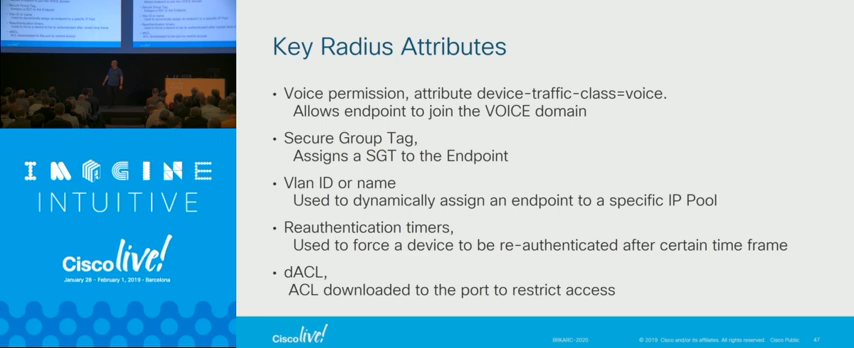 IMAGINE
INTUITIVE
Cisco live!
January 28 - February 1, 2019 · Barcelona
Key Radius Attributes
• Voice permission, attribute device-traffic-class=voice.
Allows endpoint to join the VOICE domain
• Secure Group Tag,
Assigns a SGT to the Endpoint
• Vlan ID or name
Used to dynamically assign an endpoint to a specific IP Pool
• Reauthentication timers,
Used to force a device to be re-authenticated after certain time frame
• dACL,
ACL downloaded to the port to restrict access
Cisco live!
BRKARC-2020
© 2019 Cisco and/or its affiliates. All rights reserved. Cisco Public
47